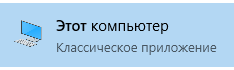 Этот компьютер
Классическое приложение